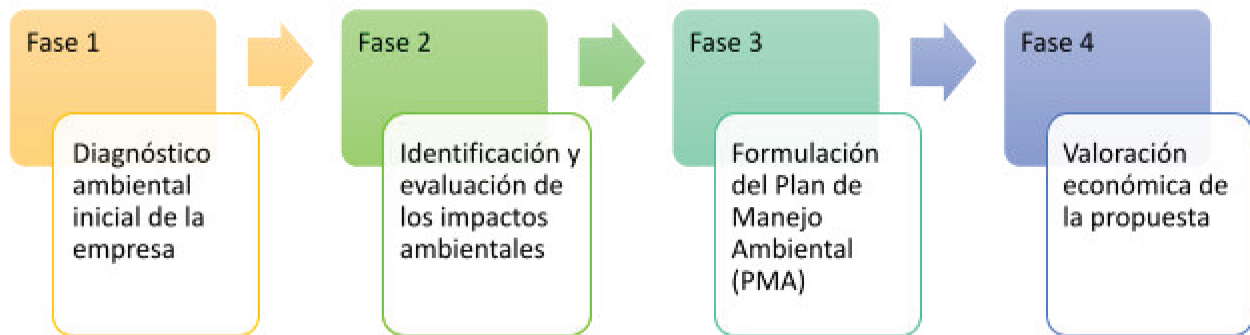 Fase 1
Diagnóstico
ambiental
inicial de la
empresa
Fase 2
Identificación y
evaluación de
los impactos
ambientales
Fase 3
Formulación
del Plan de
Manejo
Ambiental
(PMA)
Fase 4
Valoración
económica de
la propuesta